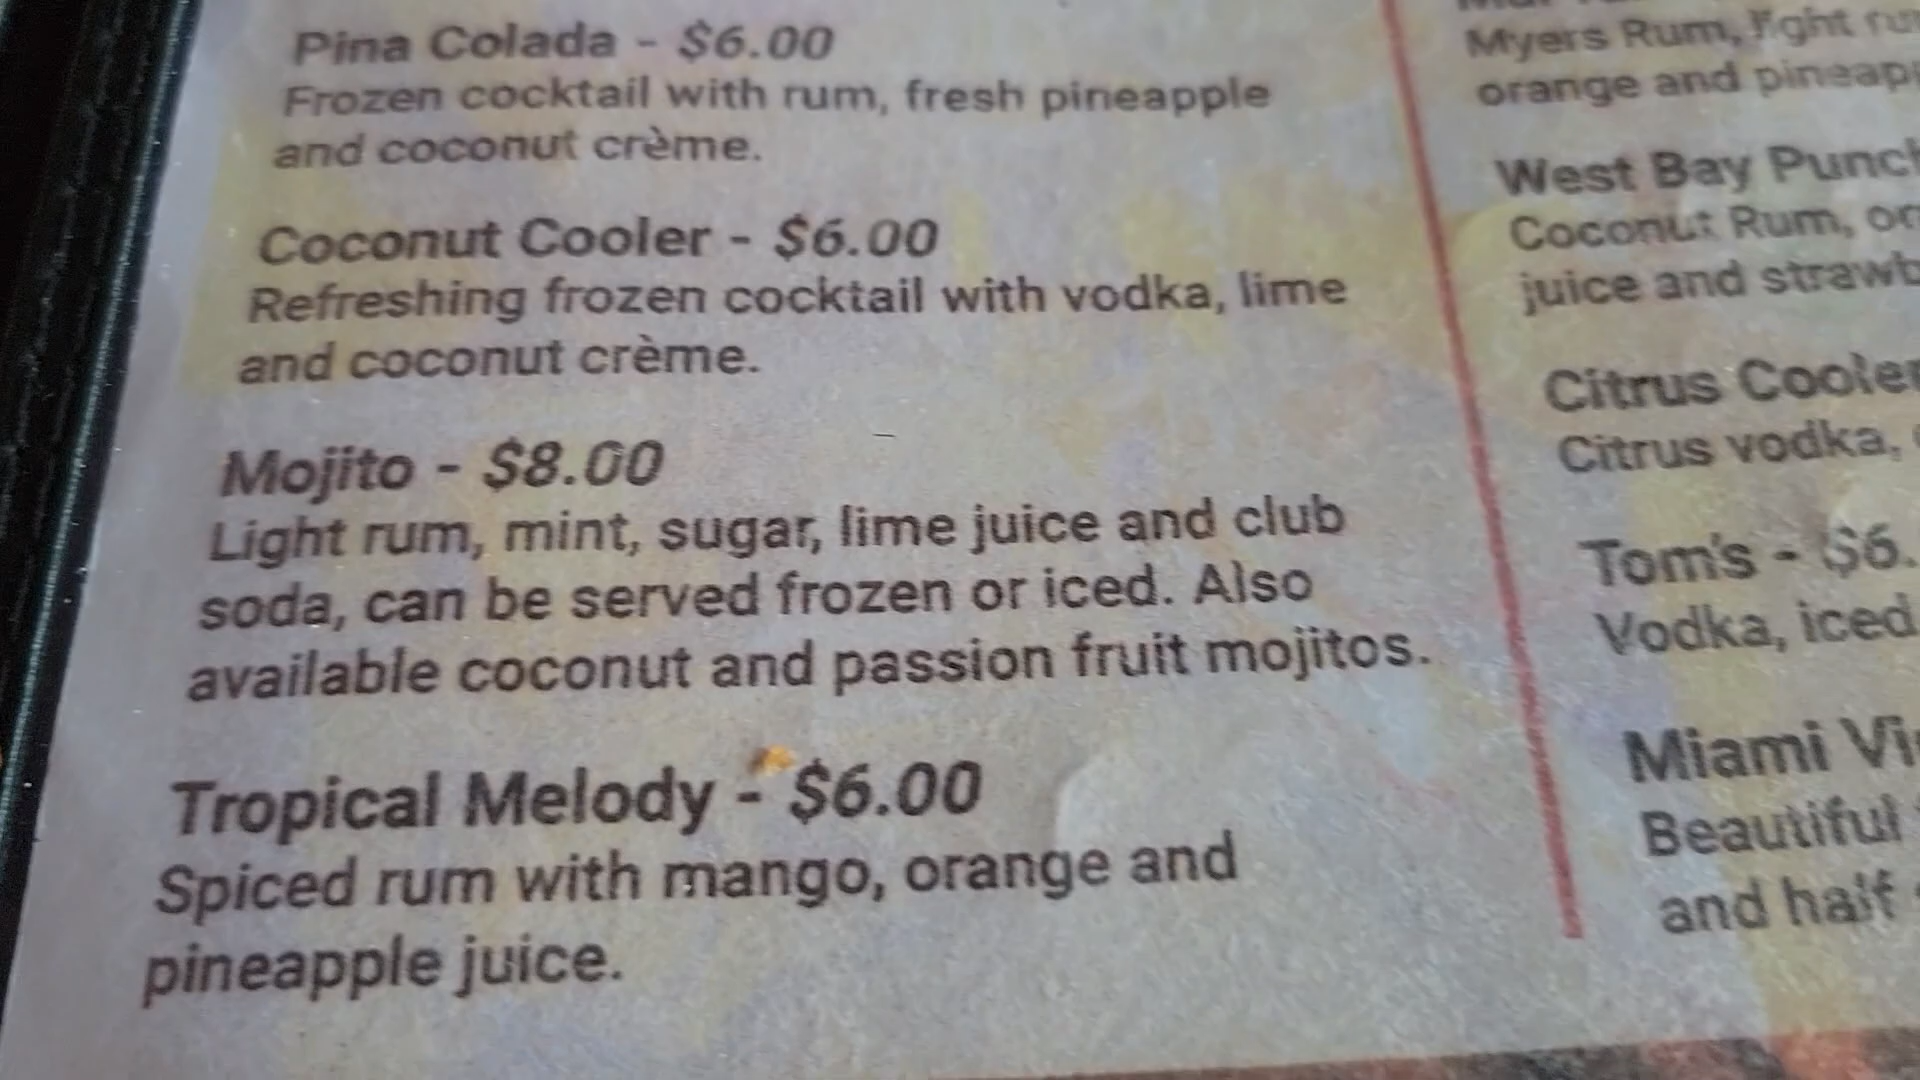 Pina Colada - $6.00
Frozen cocktail with rum, fresh pineapple
and coconut crème.
Coconut Cooler - $6.00
Refreshing frozen cocktail with vodka, lime
and coconut crème.
Mojito - $8.00
Light rum, mint, sugar, lime juice and club
soda, can be served frozen or iced. Also
available coconut and passion fruit mojitos.
Tropical Melody - $6.00
Spiced rum with mango, orange and
pineapple juice.
Myers Rum, light
orange and
West Bay
Coconut Rum,
juice and
Citrus
Citrus vodka,
Tom's - $6.
Vodka, iced
Miami
Beautiful
and half